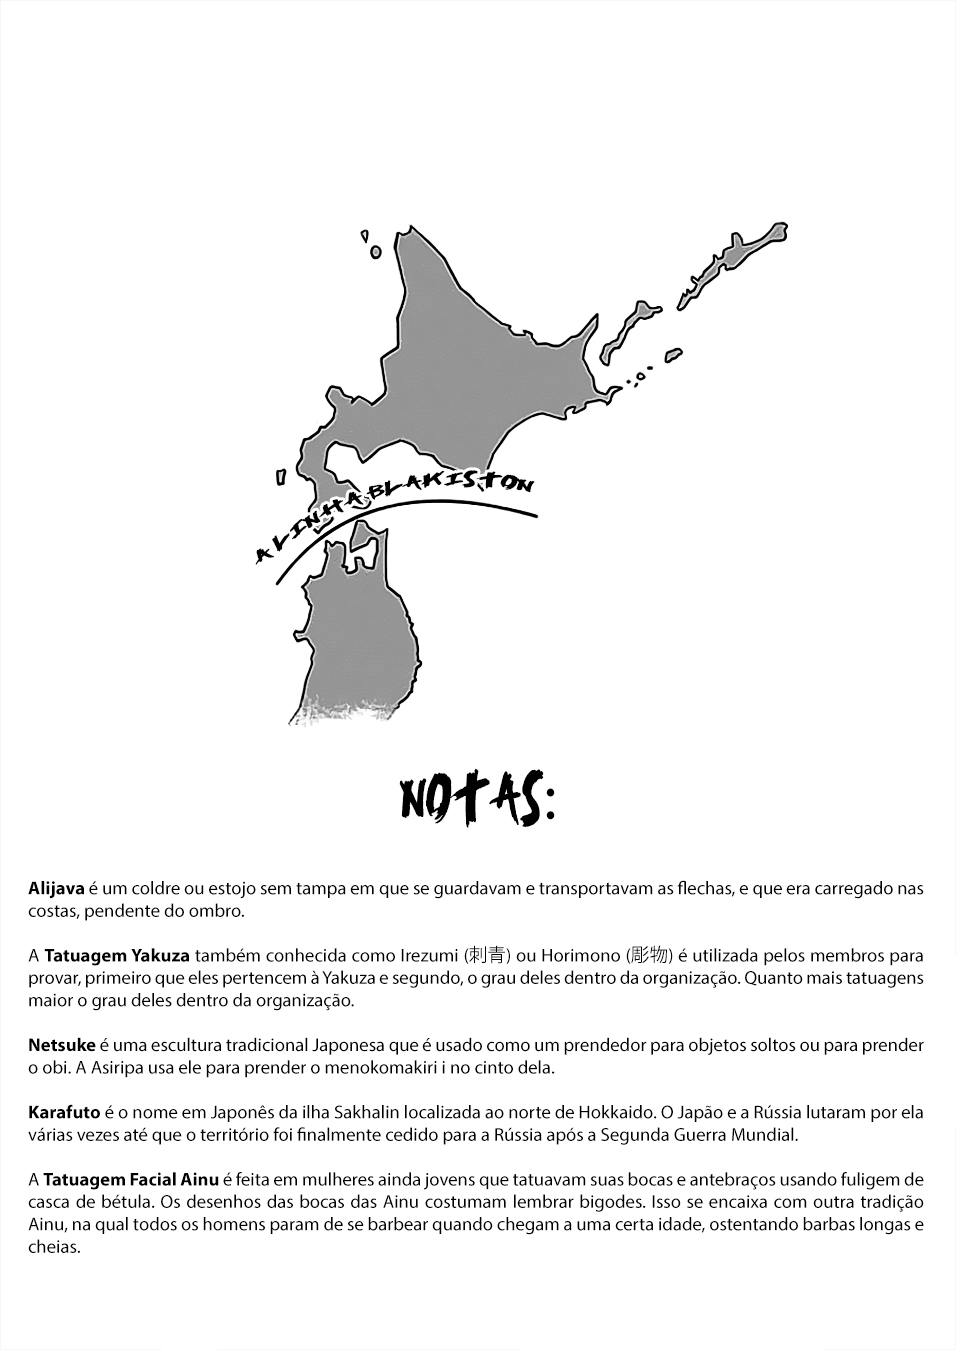 A LINHA BLAKISTON
NOTAS:
Alijava é um coldre ou estojo sem tampa em que se guardavam e transportavam as flechas, e que era carregado nas
costas, pendente do ombro.
A Tatuagem Yakuza também conhecida como Irezumi (刺青) ou Horimono (彫物) é utilizada pelos membros para
provar, primeiro que eles pertencem à Yakuza e segundo, o grau deles dentro da organização. Quanto mais tatuagens
maior o grau deles dentro da organização.
Netsuke é uma escultura tradicional Japonesa que é usado como um prendedor para objetos soltos ou para prender
o obi. A Asiripa usa ele para prender o menokomakiri i no cinto dela.
Karafuto é o nome em Japonês da ilha Sakhalin localizada ao norte de Hokkaido. O Japão e a Rússia lutaram por ela
várias vezes até que o território foi finalmente cedido para a Rússia após a Segunda Guerra Mundial.
A Tatuagem Facial Ainu é feita em mulheres ainda jovens que tatuavam suas bocas e antebraços usando fuligem de
casca de bétula. Os desenhos das bocas das Ainu costumam lembrar bigodes. Isso se encaixa com outra tradição
Ainu, na qual todos os homens param de se barbear quando chegam a uma certa idade, ostentando barbas longas e
cheias.